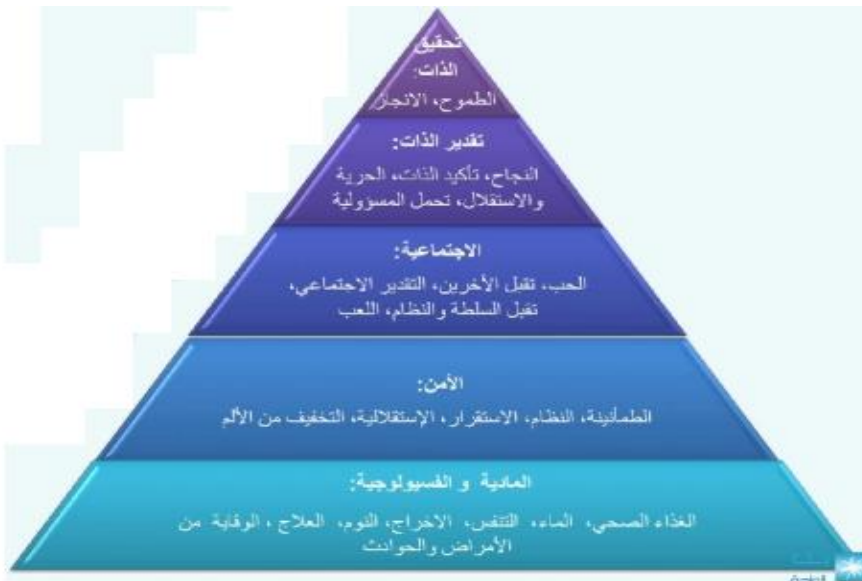 تحقيق
الذات:
الطموح، الانجاز
تقدير الذات:
النجاح، تأكيد الذات، الحرية
والاستقلال، تحمل المسؤولية
الاجتماعية:
الحب، تقبل الأخرين، التقدير الاجتماعي،
تقبل السلطة والنظام، اللعب
الأمن:
الطمأنينة، النظام، الاستقرار، الإستقلالية، التخفيف من الألم
المادية و الفسيولوجية:
الغذاء الصحي، الماء، التنفس، الاخراج، النوم، العلاج، الوقاية من
الأمراض والحوادث